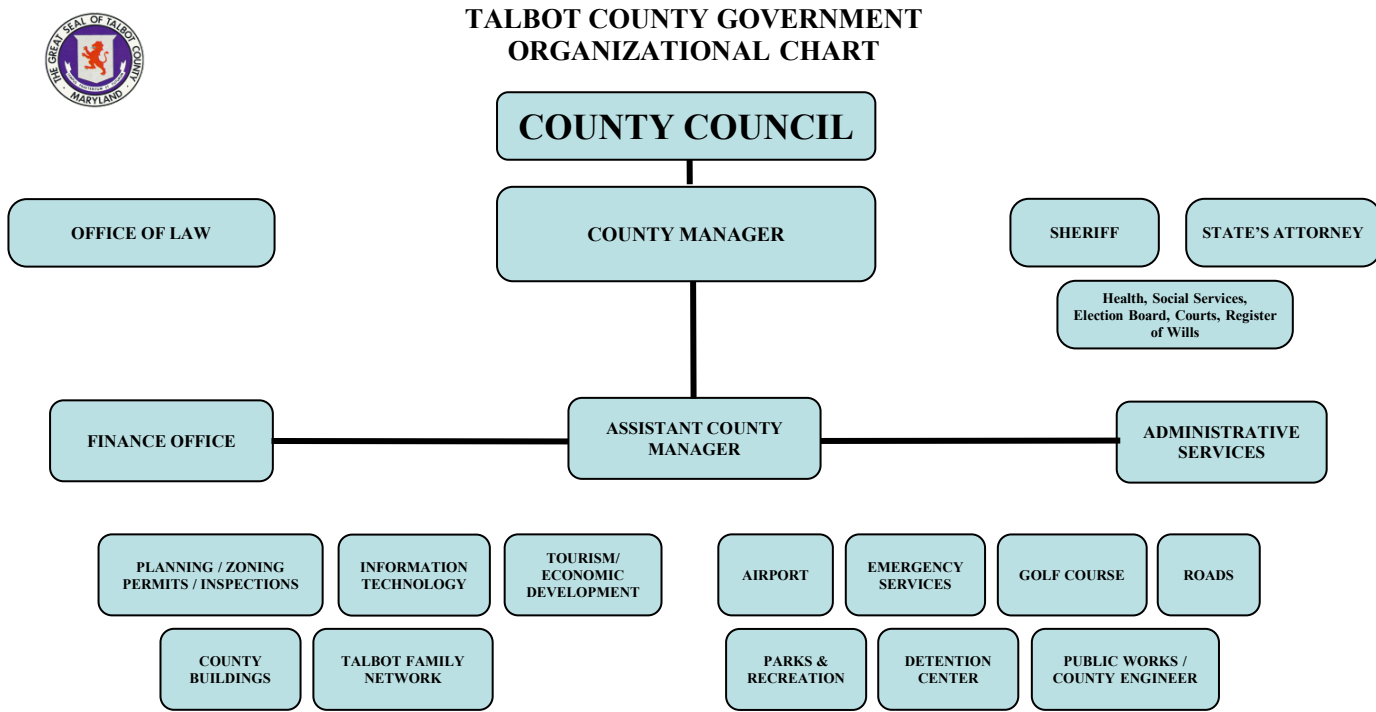 TALBOT COUNTY GOVERNMENT
ORGANIZATIONAL CHART
THE GREAT SEAL OF TALBOT COUNTY
MARYLAND
COUNTY COUNCIL
OFFICE OF LAW
COUNTY MANAGER
SHERIFF
STATE’S ATTORNEY
Health, Social Services,
Election Board, Courts, Register
of Wills
FINANCE OFFICE
ASSISTANT COUNTY
MANAGER
ADMINISTRATIVE
SERVICES
PLANNING / ZONING
PERMITS / INSPECTIONS
INFORMATION
TECHNOLOGY
TOURISM/
ECONOMIC
DEVELOPMENT
AIRPORT
EMERGENCY
SERVICES
GOLF COURSE
ROADS
COUNTY
BUILDINGS
TALBOT FAMILY
NETWORK
PARKS &
RECREATION
DETENTION
CENTER
PUBLIC WORKS /
COUNTY ENGINEER